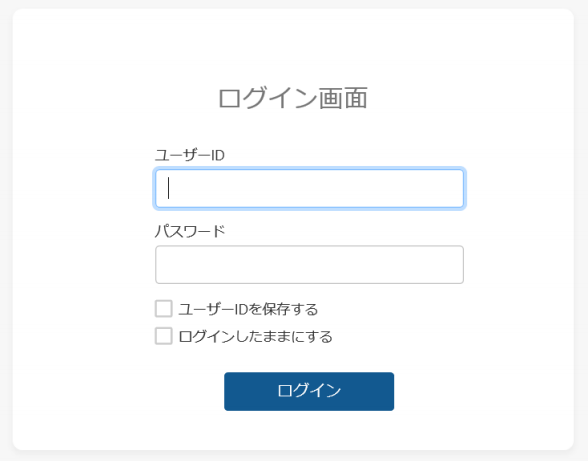 ログイン画面
ユーザーID
パスワード
ユーザーIDを保存する
ログインしたままにする
ログイン